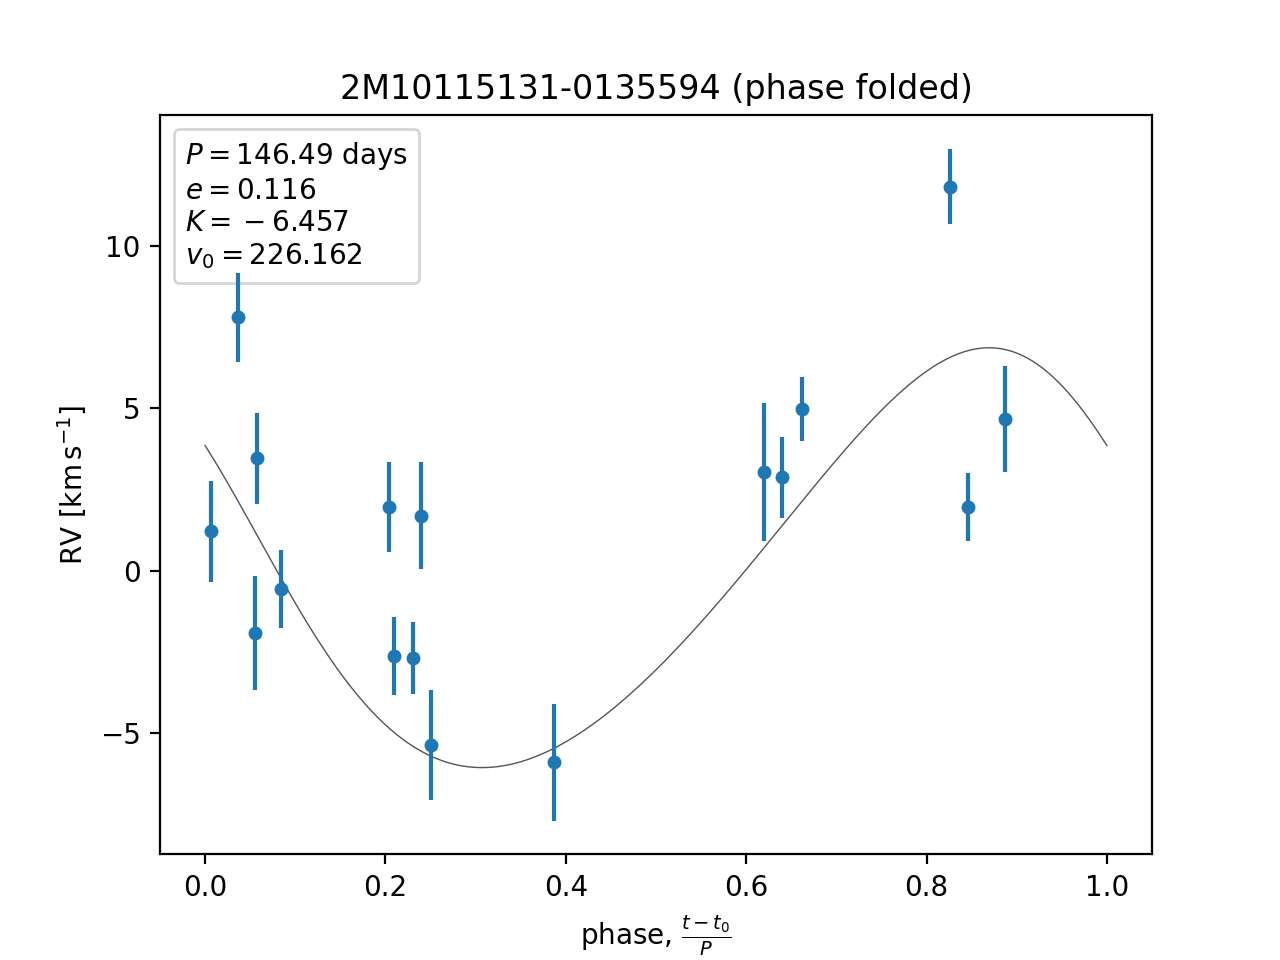 2M10115131-0135594 (phase folded)
P = 146.49 days
e = 0.116
K = −6.457
v₀ = 226.162
RV [km s⁻¹]
10
5
0
−5
0.0 0.2 0.4 0.6 0.8 1.0
phase, (t − t₀)/P